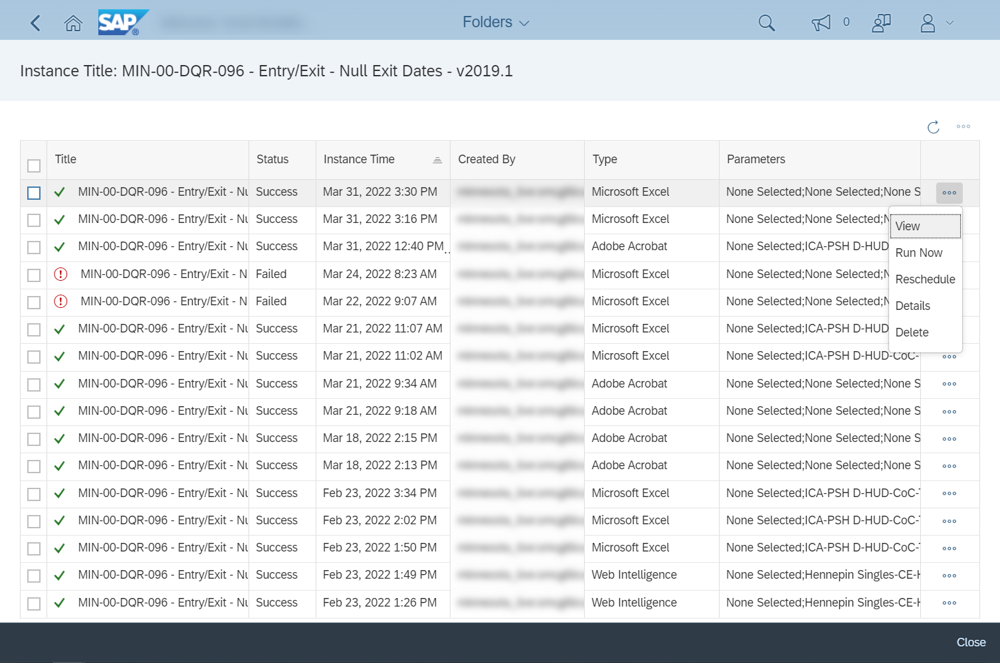 SAP ®
Folders
0
Instance Title: MIN-00-DQR-096 - Entry/Exit - Null Exit Dates - v2019.1
Title Status Instance Time Created By Type Parameters
MIN-00-DQR-096 - Entry/Exit - Nu Success Mar 31, 2022 3:30 PM Microsoft Excel None Selected;None Selected;None S
MIN-00-DQR-096 - Entry/Exit - Nu Success Mar 31, 2022 3:16 PM Microsoft Excel None Selected;None Selected;N
View
MIN-00-DQR-096 - Entry/Exit - Nu Success Mar 31, 2022 12:40 PM... Adobe Acrobat None Selected;ICA-PSH D-HUD
Run Now
MIN-00-DQR-096 - Entry/Exit - N Failed Mar 24, 2022 8:23 AM Microsoft Excel None Selected;None Selected;N
Reschedule
MIN-00-DQR-096 - Entry/Exit - N Failed Mar 22, 2022 9:07 AM Microsoft Excel None Selected;None Selected;N
Details
MIN-00-DQR-096 - Entry/Exit - Nu Success Mar 21, 2022 11:07 AM Microsoft Excel None Selected;ICA-PSH D-HUD
Delete
MIN-00-DQR-096 - Entry/Exit - Nu Success Mar 21, 2022 11:02 AM Microsoft Excel None Selected;ICA-PSH D-HUD-CoC-
MIN-00-DQR-096 - Entry/Exit - Nu Success Mar 21, 2022 9:34 AM Adobe Acrobat None Selected;None Selected;None S
MIN-00-DQR-096 - Entry/Exit - Nu Success Mar 21, 2022 9:18 AM Adobe Acrobat None Selected;None Selected;None S
MIN-00-DQR-096 - Entry/Exit - Nu Success Mar 18, 2022 2:15 PM Adobe Acrobat None Selected;None Selected;None S
MIN-00-DQR-096 - Entry/Exit - Nu Success Mar 18, 2022 2:13 PM Adobe Acrobat None Selected;None Selected;None S
MIN-00-DQR-096 - Entry/Exit - Nu Success Feb 23, 2022 3:34 PM Microsoft Excel None Selected;ICA-PSH D-HUD-CoC-T
MIN-00-DQR-096 - Entry/Exit - Nu Success Feb 23, 2022 2:02 PM Microsoft Excel None Selected;ICA-PSH D-HUD-CoC-T
MIN-00-DQR-096 - Entry/Exit - Nu Success Feb 23, 2022 1:50 PM Microsoft Excel None Selected;ICA-PSH D-HUD-CoC-T
MIN-00-DQR-096 - Entry/Exit - Nu Success Feb 23, 2022 1:49 PM Web Intelligence None Selected;Hennepin Singles-CE-H
MIN-00-DQR-096 - Entry/Exit - Nu Success Feb 23, 2022 1:26 PM Web Intelligence None Selected;Hennepin Singles-CE-H
Close